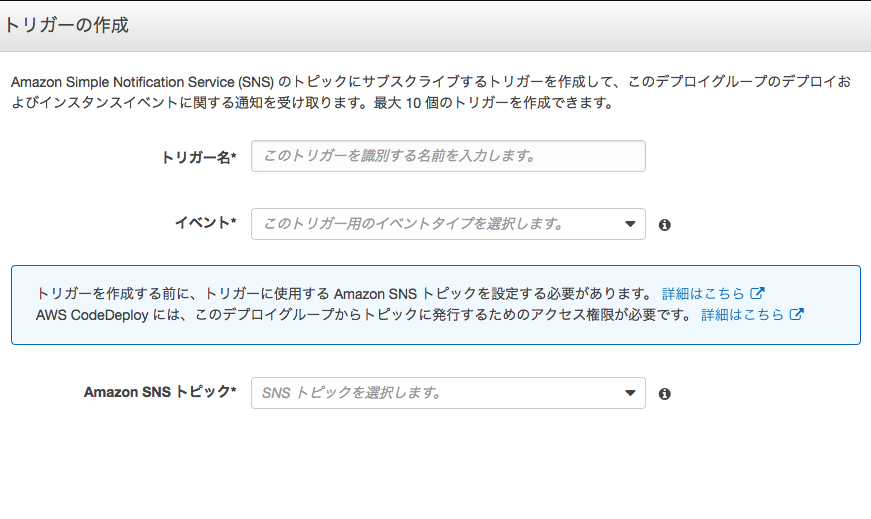 トリガーの作成
Amazon Simple Notification Service (SNS) のトピックにサブスクライブするトリガーを作成して、このデプロイグループのデプロイお
よびインスタンスイベントに関する通知を受け取ります。最大 10 個のトリガーを作成できます。
トリガー名* このトリガーを識別する名前を入力します。
イベント* このトリガー用のイベントタイプを選択します。
トリガーを作成する前に、トリガーに使用する Amazon SNS トピックを設定する必要があります。 詳細はこちら
AWS CodeDeploy には、このデプロイグループからトピックに発行するためのアクセス権限が必要です。 詳細はこちら
Amazon SNS トピック* SNS トピックを選択します。